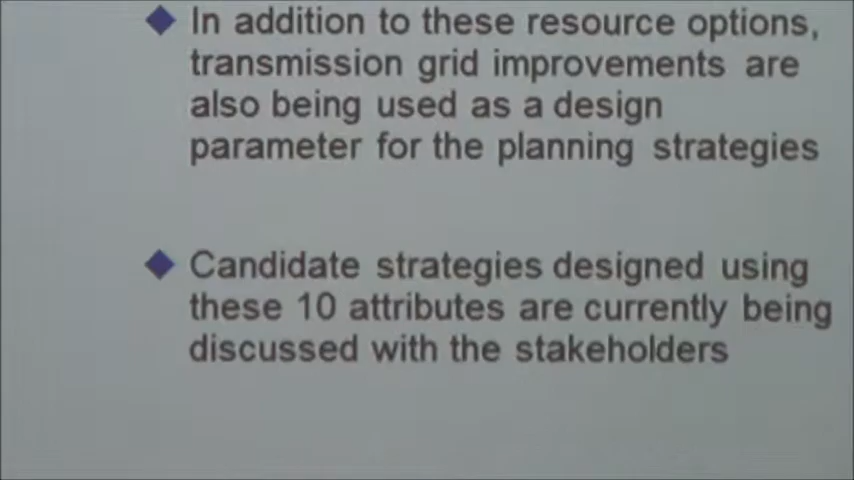 In addition to these resource options,
transmission grid improvements are
also being used as a design
parameter for the planning strategies
Candidate strategies designed using
these 10 attributes are currently being
discussed with the stakeholders